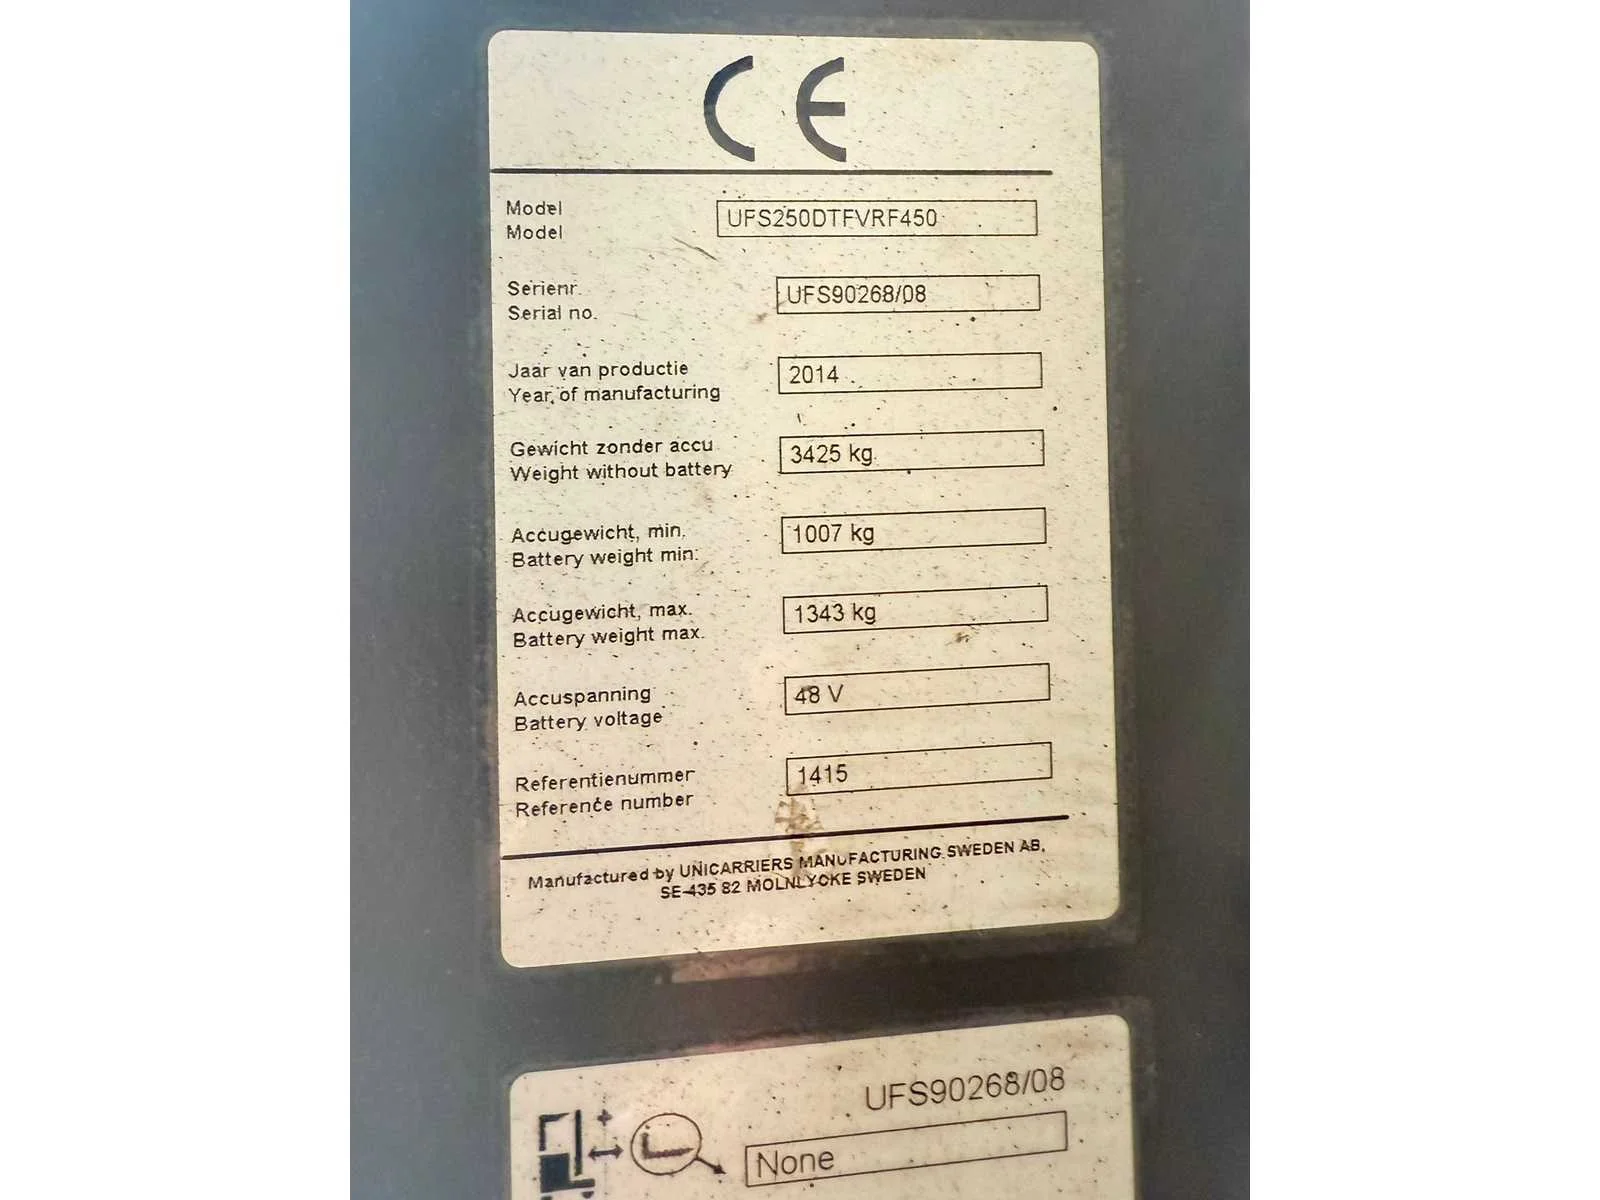 CE
Model
Model
UFS250DTFVRF450
Serienr.
Serial no.
UFS90268/08
Jaar van productie
Year of manufacturing
2014
Gewicht zonder accu
Weight without battery
3425 kg
Accugewicht, min.
Battery weight min.
1007 kg
Accugewicht, max.
Battery weight max.
1343 kg
Accuspanning
Battery voltage
48 V
Referentienummer
Reference number
1415
Manufactured by UNICARRIERS MANUFACTURING SWEDEN AB,
SE-435 82 MOLNLYCKE SWEDEN
UFS90268/08
None